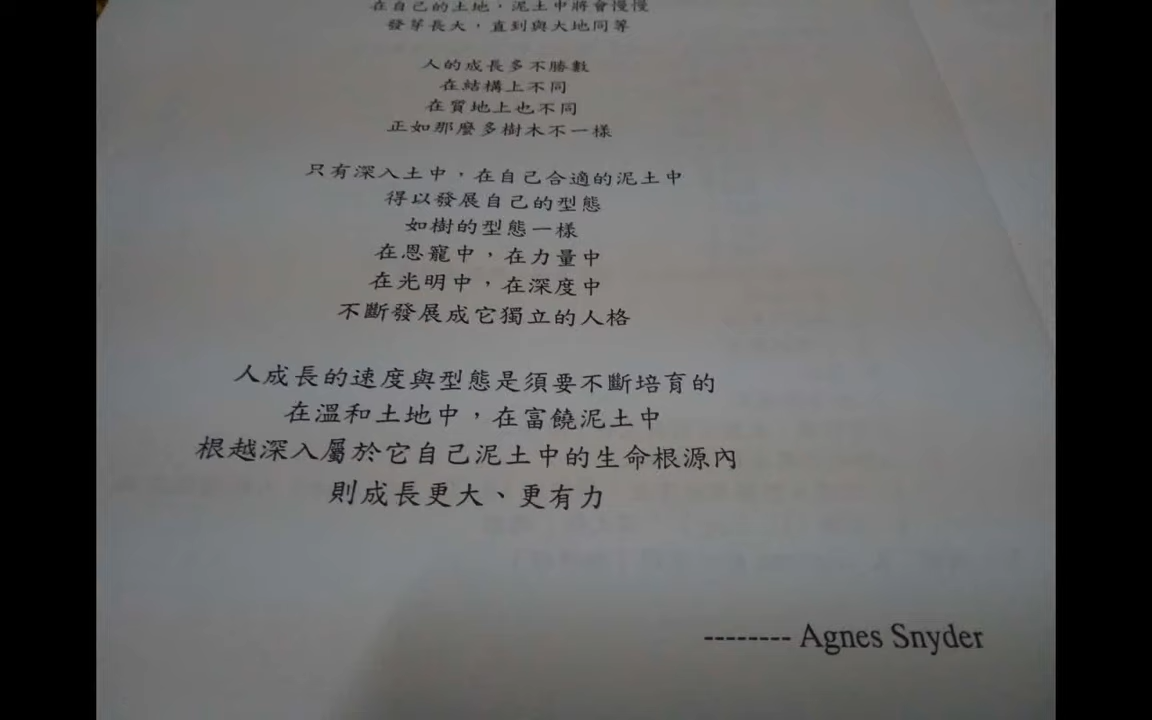 在自己的土地,泥土中將會慢慢
發芽長大,直到與大地同等
人的成長多不勝數
在結構上不同
在質地上也不同
正如那麼多樹木不一樣
只有深入土中,在自己合適的泥土中
得以發展自己的型態
如樹的型態一樣
在恩寵中,在力量中
在光明中,在深度中
不斷發展成它獨立的人格
人成長的速度與型態是須要不斷培育的
在溫和土地中,在富饒泥土中
根越深入屬於它自己泥土中的生命根源內
則成長更大、更有力
-------- Agnes Snyder